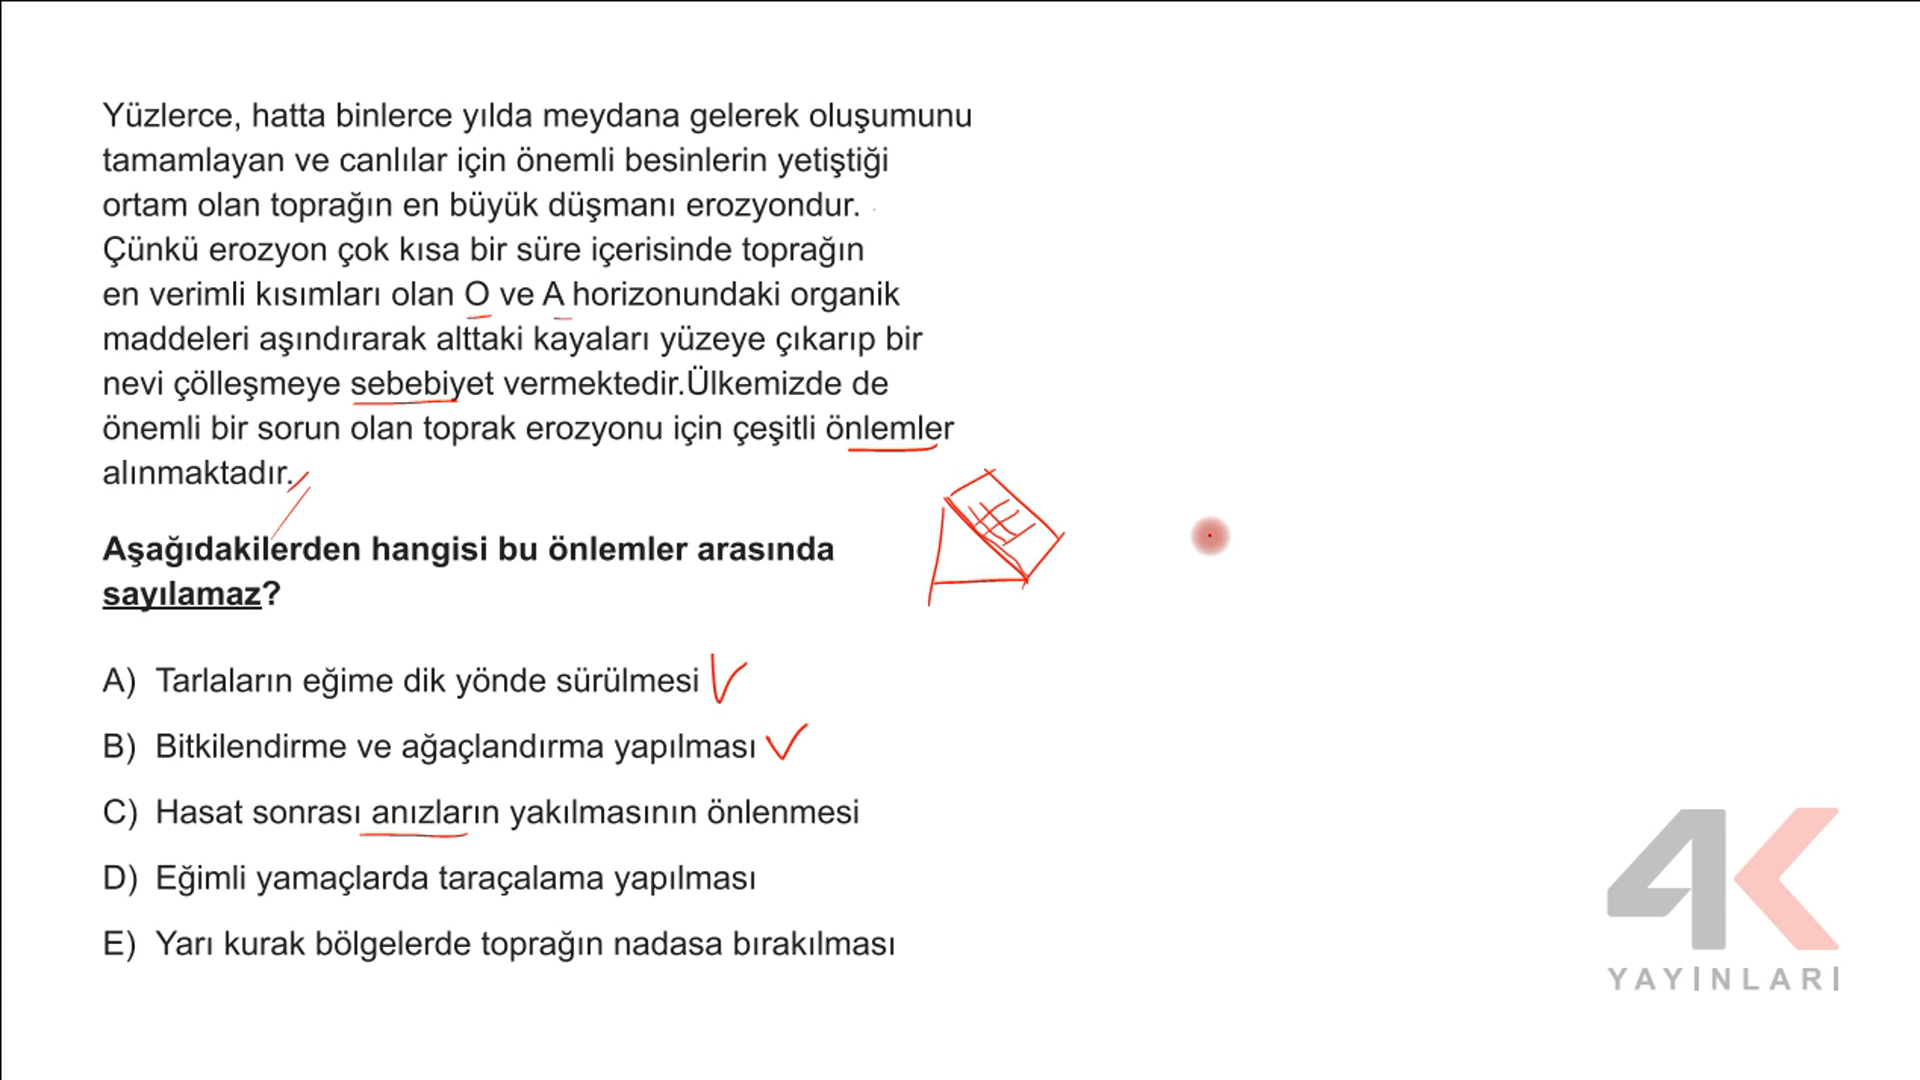 Yüzlerce, hatta binlerce yılda meydana gelerek oluşumunu
tamamlayan ve canlılar için önemli besinlerin yetiştiği
ortam olan toprağın en büyük düşmanı erozyondur.
Çünkü erozyon çok kısa bir süre içerisinde toprağın
en verimli kısımları olan O ve A horizonundaki organik
maddeleri aşındırarak alttaki kayaları yüzeye çıkarıp bir
nevi çölleşmeye sebebiyet vermektedir.Ülkemizde de
önemli bir sorun olan toprak erozyonu için çeşitli önlemler
alınmaktadır.
Aşağıdakilerden hangisi bu önlemler arasında
sayılamaz?
A) Tarlaların eğime dik yönde sürülmesi
B) Bitkilendirme ve ağaçlandırma yapılması
C) Hasat sonrası anızların yakılmasının önlenmesi
D) Eğimli yamaçlarda taraçalama yapılması
E) Yarı kurak bölgelerde toprağın nadasa bırakılması
4K
YAYINLARI